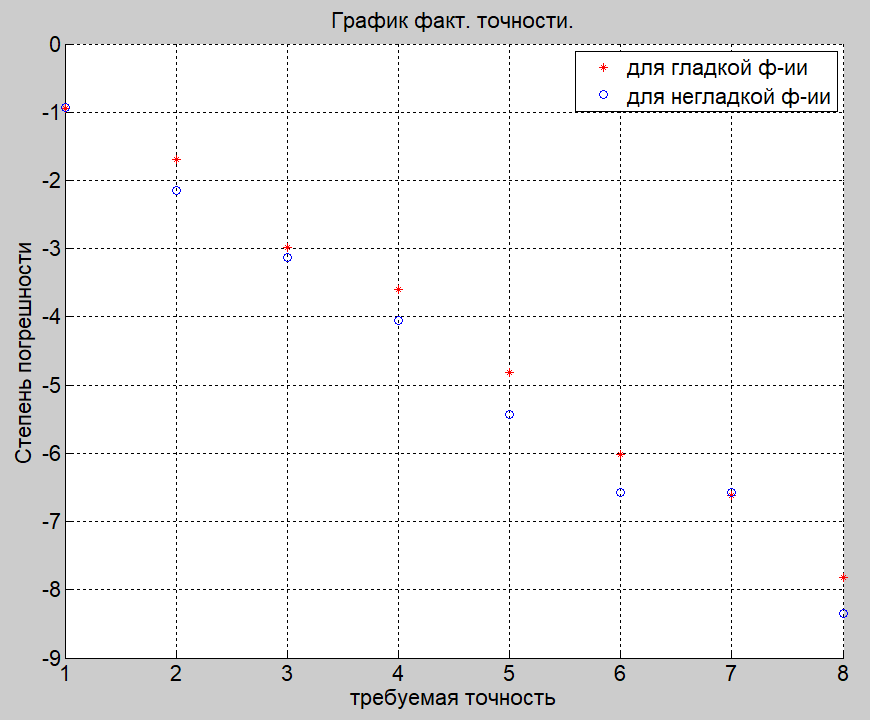 График факт. точности.
для гладкой ф-ии
для негладкой ф-ии
0
-1
-2
-3
-4
-5
-6
-7
-8
-9
Степень погрешности
1 2 3 4 5 6 7 8
требуемая точность